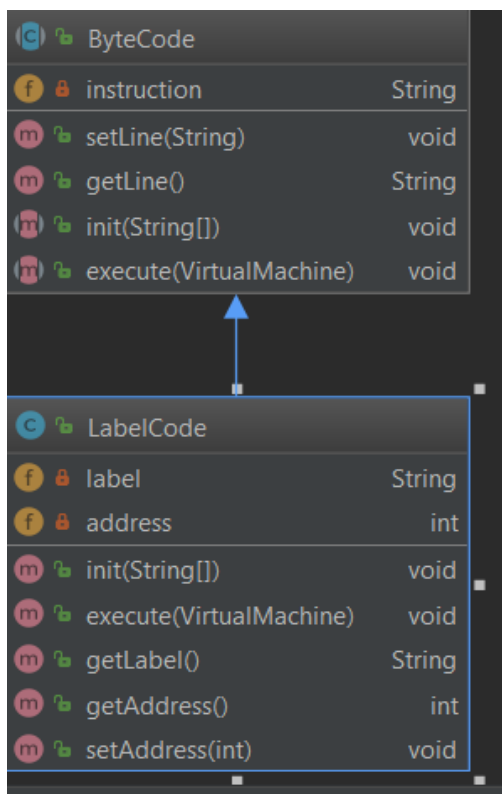 ByteCode
instruction String
setLine(String) void
getLine() String
init(String[]) void
execute(VirtualMachine) void
LabelCode
label String
address int
init(String[]) void
execute(VirtualMachine) void
getLabel() String
getAddress() int
setAddress(int) void